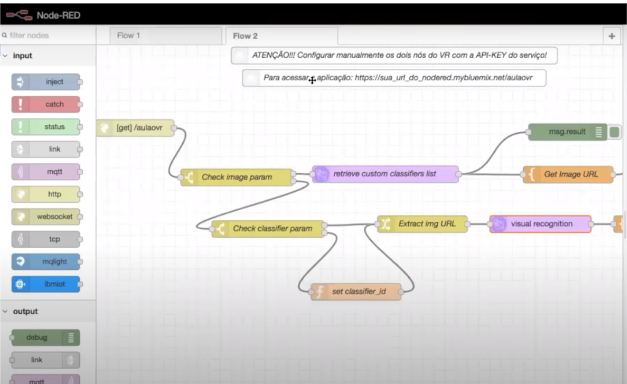 Node-RED
filter nodes
Flow 1
Flow 2
+
input
inject
catch
status
link
mqtt
http
websocket
tcp
mqlight
ibmiot
output
debug
link
mqtt
ATENÇÃO!!! Configurar manualmente os dois nós do VR com a API-KEY do serviço!
Para acessar a aplicação: https://sua_url_do_nodered.mybluemix.net/aulaovr
[get] /aulaovr
mag.result
Check image param
retrieve custom classifiers list
Get Image URL
Check classifier param
Extract img URL
visual recognition
set classifier_id